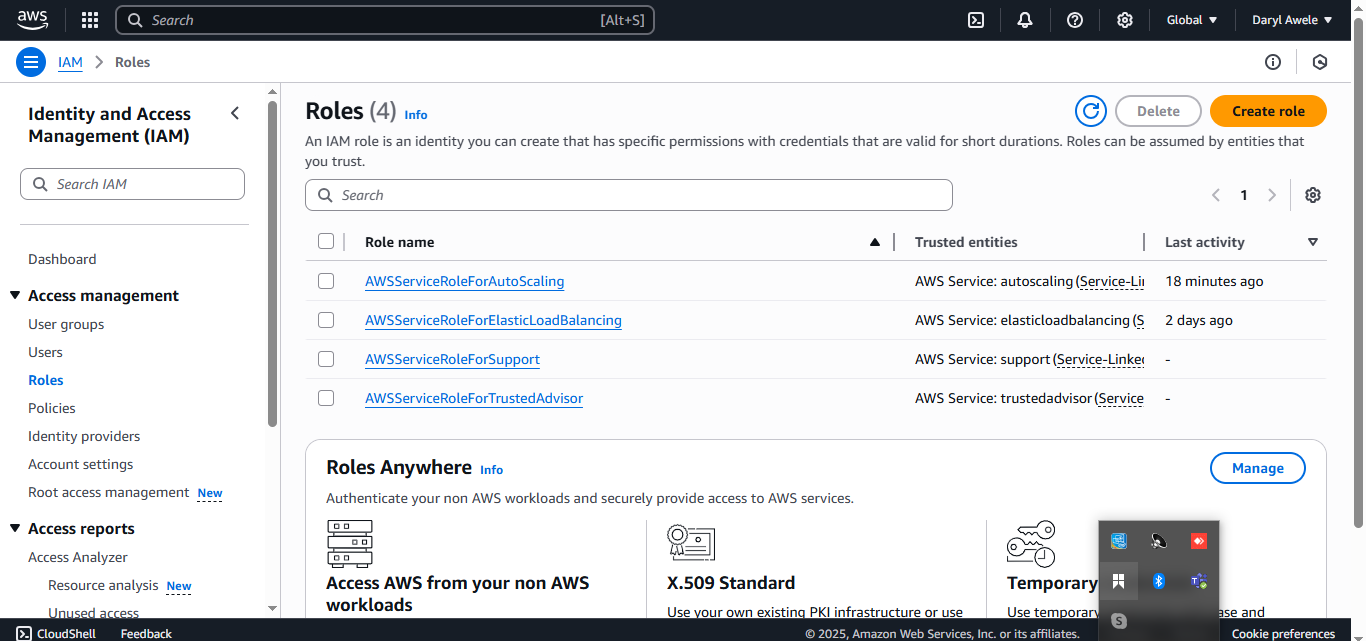 aws
Search
[Alt+S]
Global
Daryl Awele
IAM
Roles
Identity and Access
Management (IAM)
Search IAM
Dashboard
Access management
User groups
Users
Roles
Policies
Identity providers
Account settings
Root access management New
Access reports
Access Analyzer
Resource analysis New
Unused access
Roles (4) Info
Delete
Create role
An IAM role is an identity you can create that has specific permissions with credentials that are valid for short durations. Roles can be assumed by entities that
you trust.
Search
1
Role name
Trusted entities
Last activity
AWSServiceRoleForAutoScaling
AWS Service: autoscaling (Service-Li
18 minutes ago
AWSServiceRoleForElasticLoadBalancing
AWS Service: elasticloadbalancing (S
2 days ago
AWSServiceRoleForSupport
AWS Service: support (Service-Linke
-
AWSServiceRoleForTrustedAdvisor
AWS Service: trustedadvisor (Service
-
Roles Anywhere Info
Manage
Authenticate your non AWS workloads and securely provide access to AWS services.
Access AWS from your non AWS
workloads
X.509 Standard
Use your own existing PKI infrastructure or use
Temporary
Use temporary
se and
CloudShell
Feedback
© 2025, Amazon Web Services, Inc. or its affiliates.
Cookie preferences